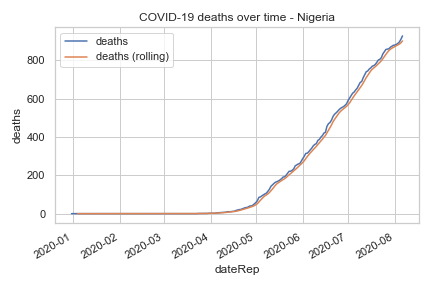 COVID-19 deaths over time - Nigeria
deaths
deaths (rolling)
deaths
800
600
400
200
0
2020-01
2020-02
2020-03
2020-04
2020-05
2020-06
2020-07
2020-08
dateRep